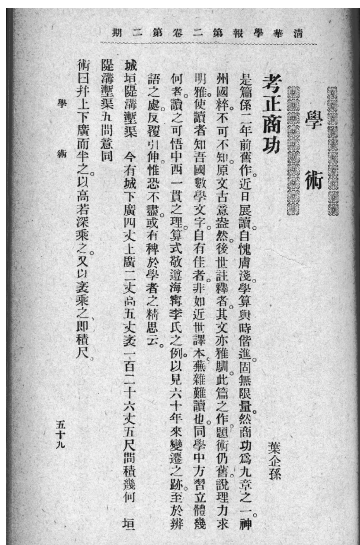 清華學報第二卷第二期
學術
考正商功
葉企孫
是篇係二年前舊作近日展讀自愧膚淺學算與時偕進固無限量然商功為九章之一神
州國粹不可不知原文古意盎然後世註釋者其文亦雅馴此篇之作題術仍舊說理力求
明雅使讀者知吾國數學文字自有佳者非如近世譯本蕪雜難讀也同學中方習立體幾
何者讀之可悟中西一貫之理算式敬遵海甯李氏之例以見六十年來變遷之跡至於辨
語之處反覆引伸惟恐不盡或有裨於學者之精思云
城垣隄溝塹渠　今有城下廣四丈上廣二丈高五丈袤一百二十六丈五尺問積幾何　垣
隄溝塹渠五問意同
術曰并上下廣而半之以高若深乘之又以袤乘之即積尺
學術
五十九